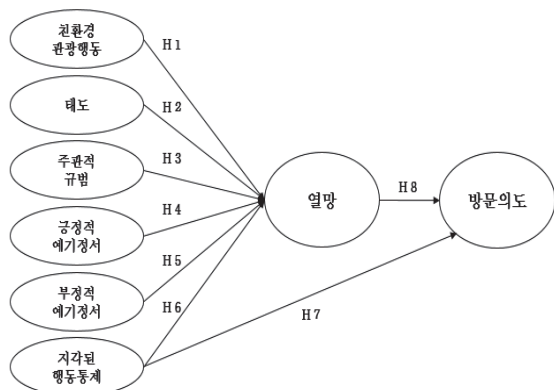 친환경
관광행동
H1
태도
H2
주관적
규범
H3
긍정적
예기정서
H4
부정적
예기정서
H5
지각된
행동통제
H6
열망
H8
방문의도
H7